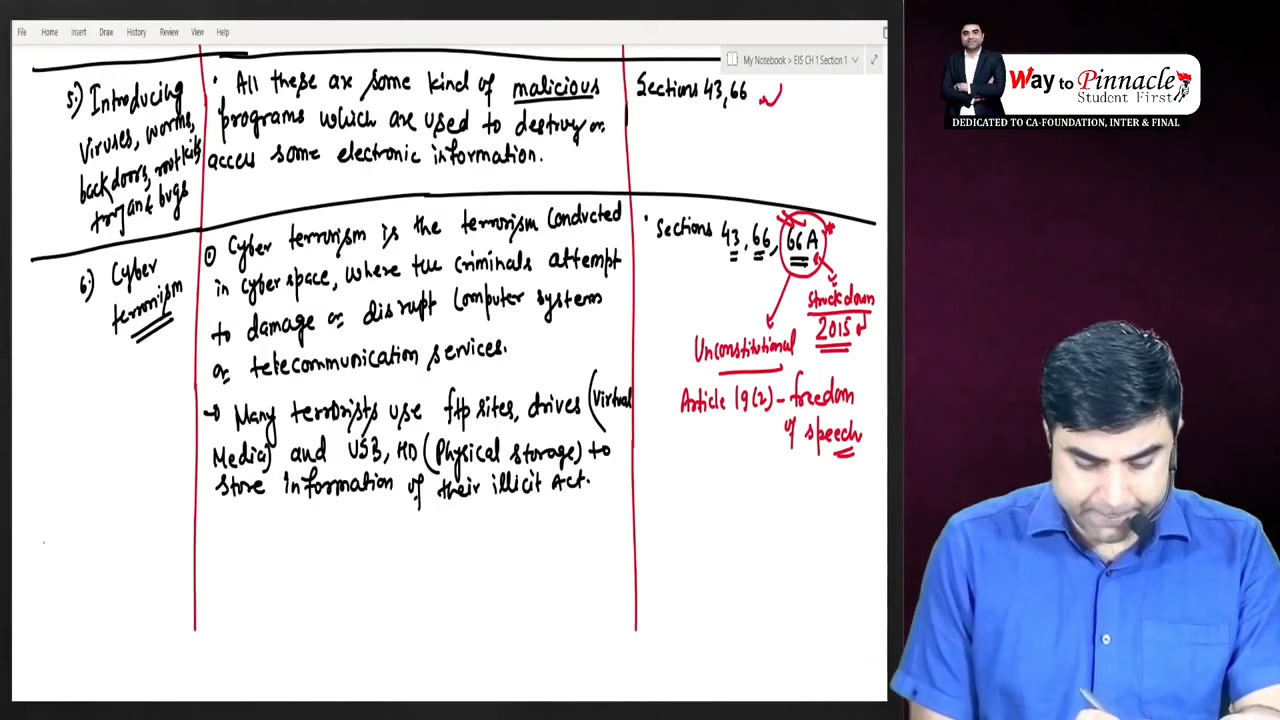 File Home Insert Draw History Review View Help
My Notebook > EIS CH 1 Section 1
Way to Pinnacle
Student First
DEDICATED TO CA-FOUNDATION, INTER & FINAL
5.) Introducing
viruses, worms,
backdoors, rootkits
trojan & bugs
• All these are some kind of malicious
programs which are used to destroy or
access some electronic information.
Sections 43,66
6.) Cyber
terrorism
Cyber terrorism is the terrorism conducted
in cyber space, where the criminals attempt
to damage or disrupt computer systems
or telecommunication services.
→ Many terrorists use ftp sites, drives (Virtual
Media) and USB, HD (Physical storage) to
store information of their illicit Act.
• Sections 43, 66, 66A
Struck down
2015
Unconstitutional
Article 19(2) - freedom
of speech